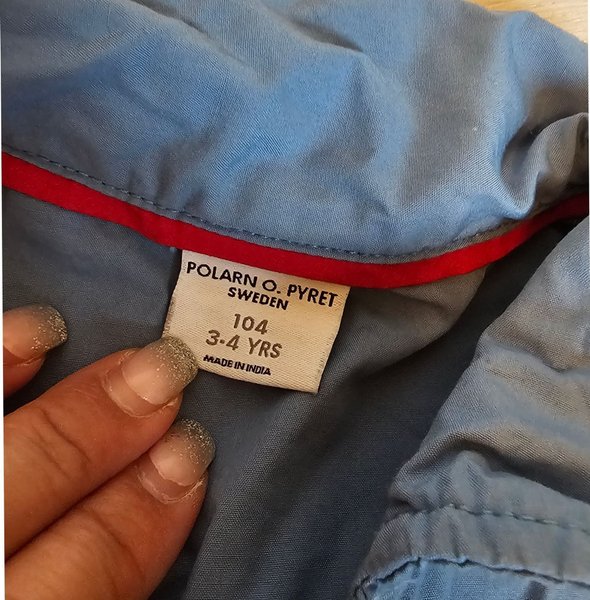 POLARN O. PYRET
SWEDEN
104
3-4 YRS
MADE IN INDIA